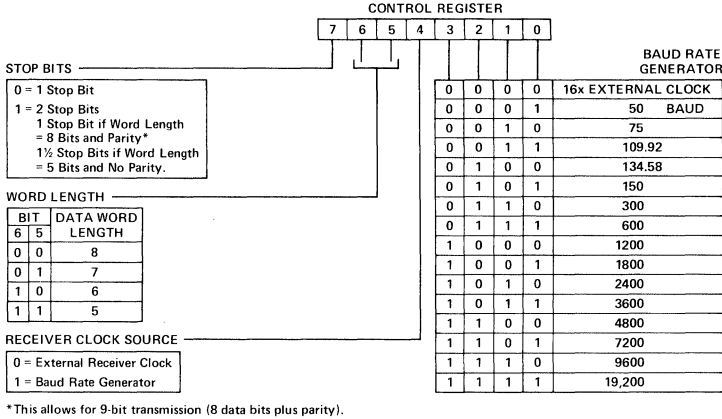 CONTROL REGISTER
7 6 5 4 3 2 1 0
STOP BITS
0 = 1 Stop Bit
1 = 2 Stop Bits
1 Stop Bit if Word Length
= 8 Bits and Parity*
1½ Stop Bits if Word Length
= 5 Bits and No Parity.
WORD LENGTH
BIT DATA WORD
6 5 LENGTH
0 0 8
0 1 7
1 0 6
1 1 5
RECEIVER CLOCK SOURCE
0 = External Receiver Clock
1 = Baud Rate Generator
BAUD RATE
GENERATOR
0 0 0 0 16x EXTERNAL CLOCK
0 0 0 1 50 BAUD
0 0 1 0 75
0 0 1 1 109.92
0 1 0 0 134.58
0 1 0 1 150
0 1 1 0 300
0 1 1 1 600
1 0 0 0 1200
1 0 0 1 1800
1 0 1 0 2400
1 0 1 1 3600
1 1 0 0 4800
1 1 0 1 7200
1 1 1 0 9600
1 1 1 1 19,200
*This allows for 9-bit transmission (8 data bits plus parity).